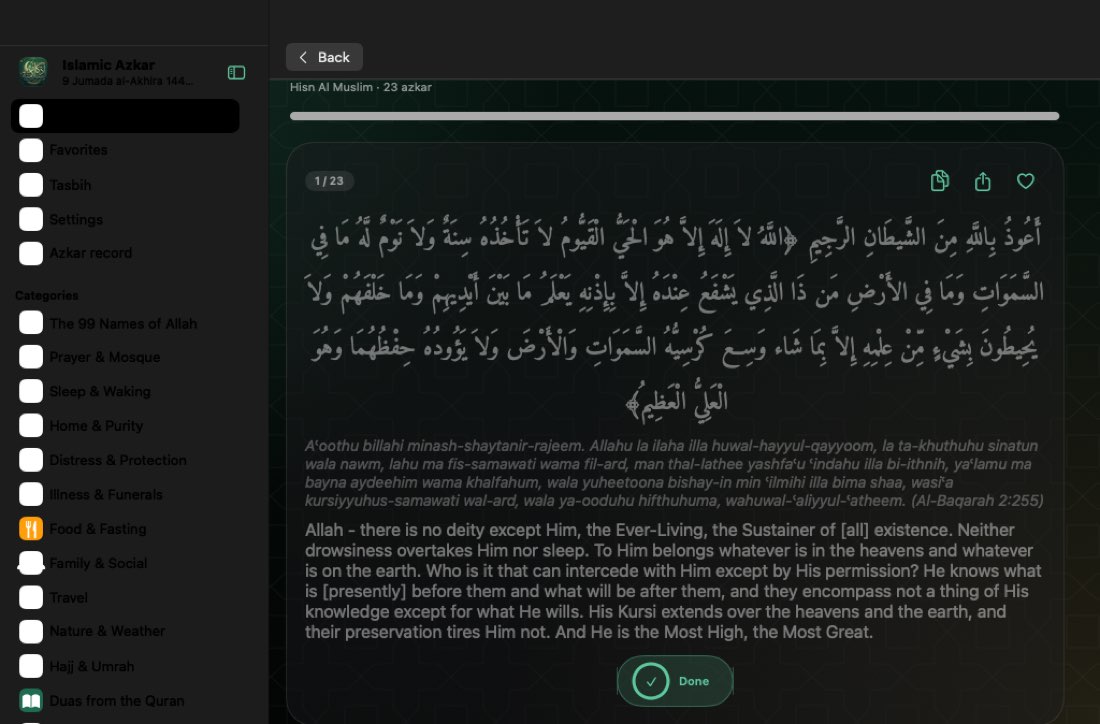 Islamic Azkar
9 Jumada al-Akhira 144...
Favorites
Tasbih
Settings
Azkar record
Categories
The 99 Names of Allah
Prayer & Mosque
Sleep & Waking
Home & Purity
Distress & Protection
Illness & Funerals
Food & Fasting
Family & Social
Travel
Nature & Weather
Hajj & Umrah
Duas from the Quran
Back
Hisn Al Muslim · 23 azkar
1 / 23
أَعُوذُ بِاللَّهِ مِنَ الشَّيطَانِ الرَّجِيمِ ﴿اللَّهُ لاَ إِلَهَ إِلاَّ هُوَ الْحَيُّ الْقَيُّومُ لاَ تَأْخُذُهُ سِنَةٌ وَلاَ نَوْمٌ لَّهُ مَا فِي
السَّمَوَاتِ وَمَا فِي الأَرْضِ مَن ذَا الَّذِي يَشْفَعُ عِنْدَهُ إِلاَّ بِإِذْنِهِ يَعْلَمُ مَا بَيْنَ أَيْدِيهِمْ وَمَا خَلْفَهُمْ وَلاَ
يُحِيطُونَ بِشَيْءٍ مِّنْ عِلْمِهِ إِلاَّ بِمَا شَاء وَسِعَ كُرْسِيُّهُ السَّمَوَاتِ وَالْأَرْضَ وَلاَ يَؤُودُهُ حِفْظُهُمَا وَهُوَ
الْعَلِيُّ الْعَظِيمُ﴾
Aʿoothu billahi minash-shaytanir-rajeem. Allahu la ilaha illa huwal-hayyul-qayyoom, la ta-khuthuhu sinatun
wala nawm, lahu ma fis-samawati wama fil-ard, man thal-lathee yashfaʿu ʿindahu illa bi-ithnih, yaʿlamu ma
bayna aydeehim wama khalfahum, wala yuheetoona bishay-in min ʿilmihi illa bima shaa, wasiʿa
kursiyyuhus-samawati wal-ard, wala ya-ooduhu hifthuhuma, wahuwal-ʿaliyyul-ʿatheem. (Al-Baqarah 2:255)
Allah - there is no deity except Him, the Ever-Living, the Sustainer of [all] existence. Neither
drowsiness overtakes Him nor sleep. To Him belongs whatever is in the heavens and whatever
is on the earth. Who is it that can intercede with Him except by His permission? He knows what
is [presently] before them and what will be after them, and they encompass not a thing of His
knowledge except for what He wills. His Kursi extends over the heavens and the earth, and
their preservation tires Him not. And He is the Most High, the Most Great.
Done